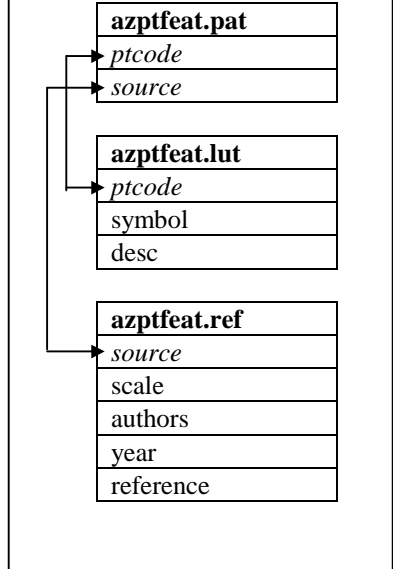 azptfeat.pat
ptcode
source
azptfeat.lut
ptcode
symbol
desc
azptfeat.ref
source
scale
authors
year
reference